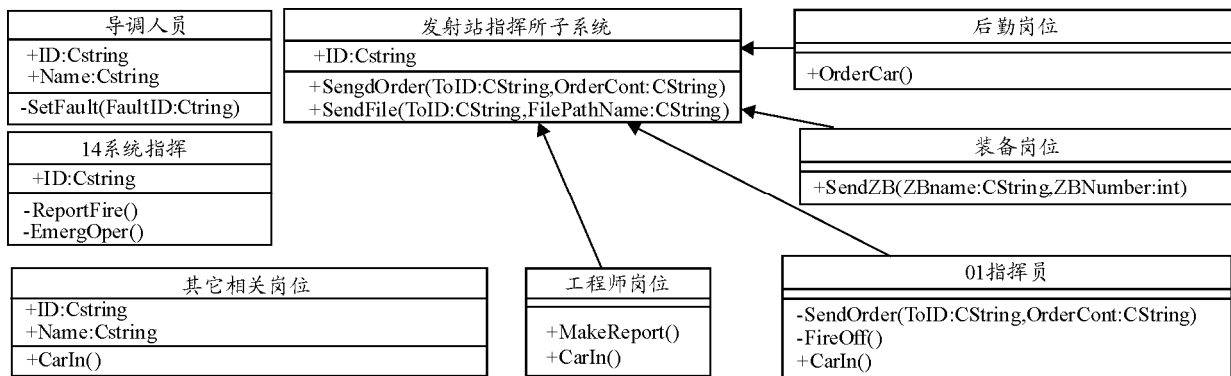 导调人员
+ID:Cstring
+Name:Cstring
-SetFault(FaultID:Ctring)
发射站指挥所子系统
+ID:Cstring
+SengdOrder(ToID:CString,OrderCont:CString)
+SendFile(ToID:CString,FilePathName:CString)
后勤岗位
+OrderCar()
14系统指挥
+ID:Cstring
-ReportFire()
-EmergOper()
装备岗位
+SendZB(ZBname:CString,ZBNumber:int)
其它相关岗位
+ID:Cstring
+Name:Cstring
+CarIn()
工程师岗位
+MakeReport()
+CarIn()
01指挥员
-SendOrder(ToID:CString,OrderCont:CString)
-FireOff()
+CarIn()